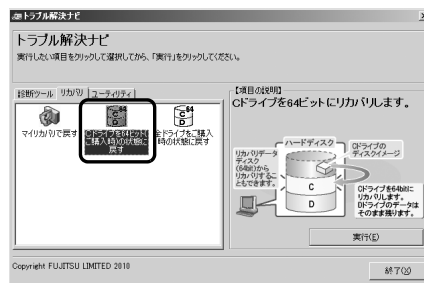 トラブル解決ナビ
トラブル解決ナビ
実行したい項目をクリックして選択してから、「実行」をクリックしてください。
診断ツール リカバリ ユーティリティ
マイリカバリで戻す
Cドライブを64ビット(ご購入時)の状態に戻す
全ドライブをご購入時の状態に戻す
【項目の説明】
Cドライブを64ビットにリカバリします。
ハードディスク
Cドライブの
ディスクイメージ
リカバリデータ
ディスク
(64bit)から
リカバリするこ
ともできます。
C
D
Cドライブを64bitに
リカバリします。
Dドライブのデータは
そのまま残ります。
実行(E)
Copyright FUJITSU LIMITED 2010
終了(X)